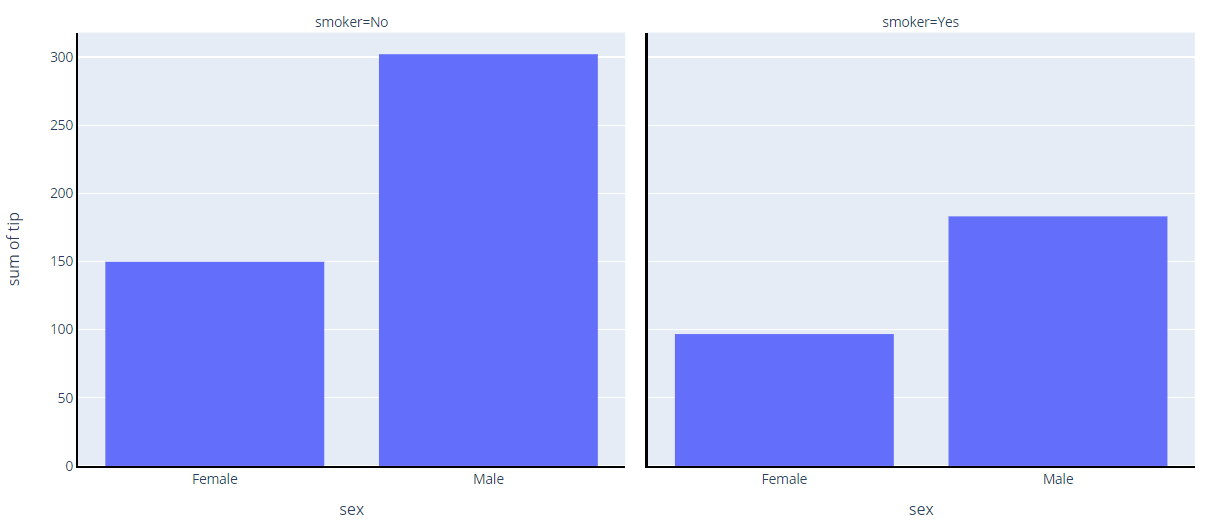 smoker=No
smoker=Yes
sum of tip
300
250
200
150
100
50
0
Female
Male
Female
Male
sex
sex